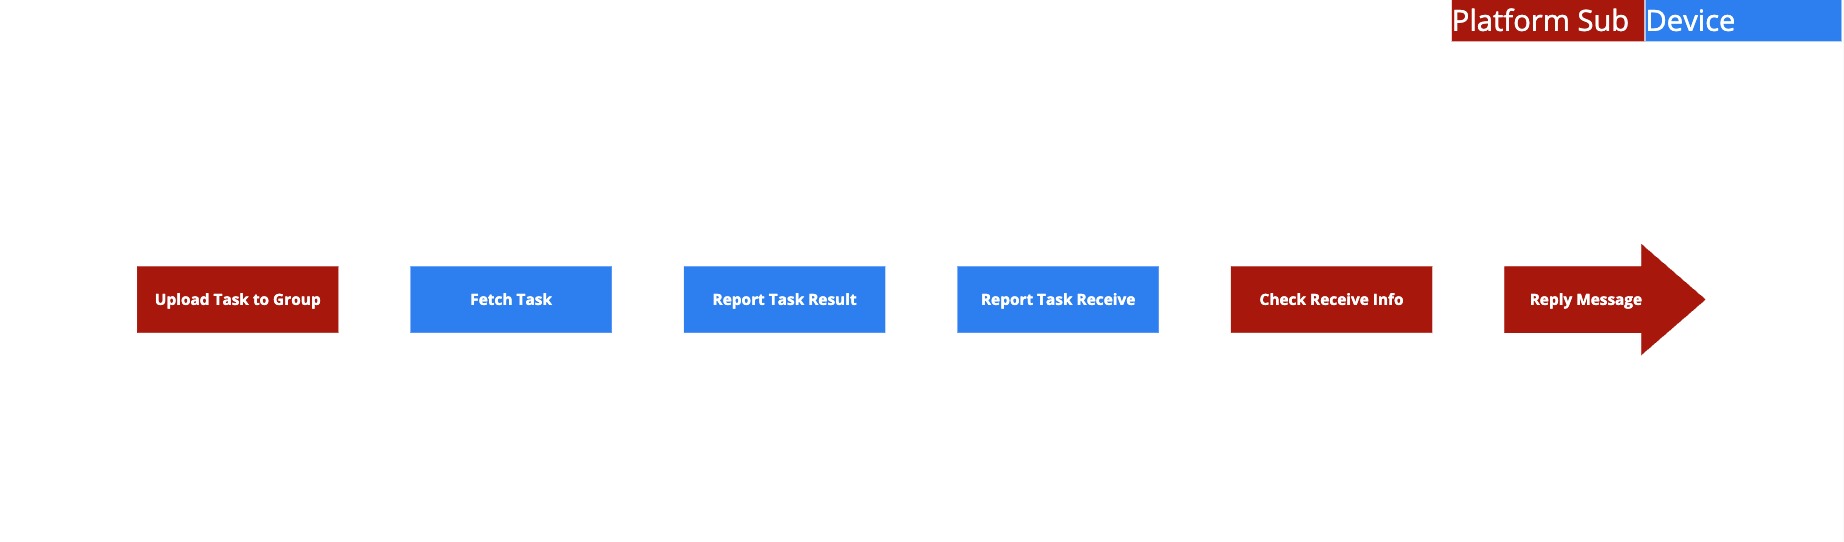 Platform Sub
Device
Upload Task to Group
Fetch Task
Report Task Result
Report Task Receive
Check Receive Info
Reply Message